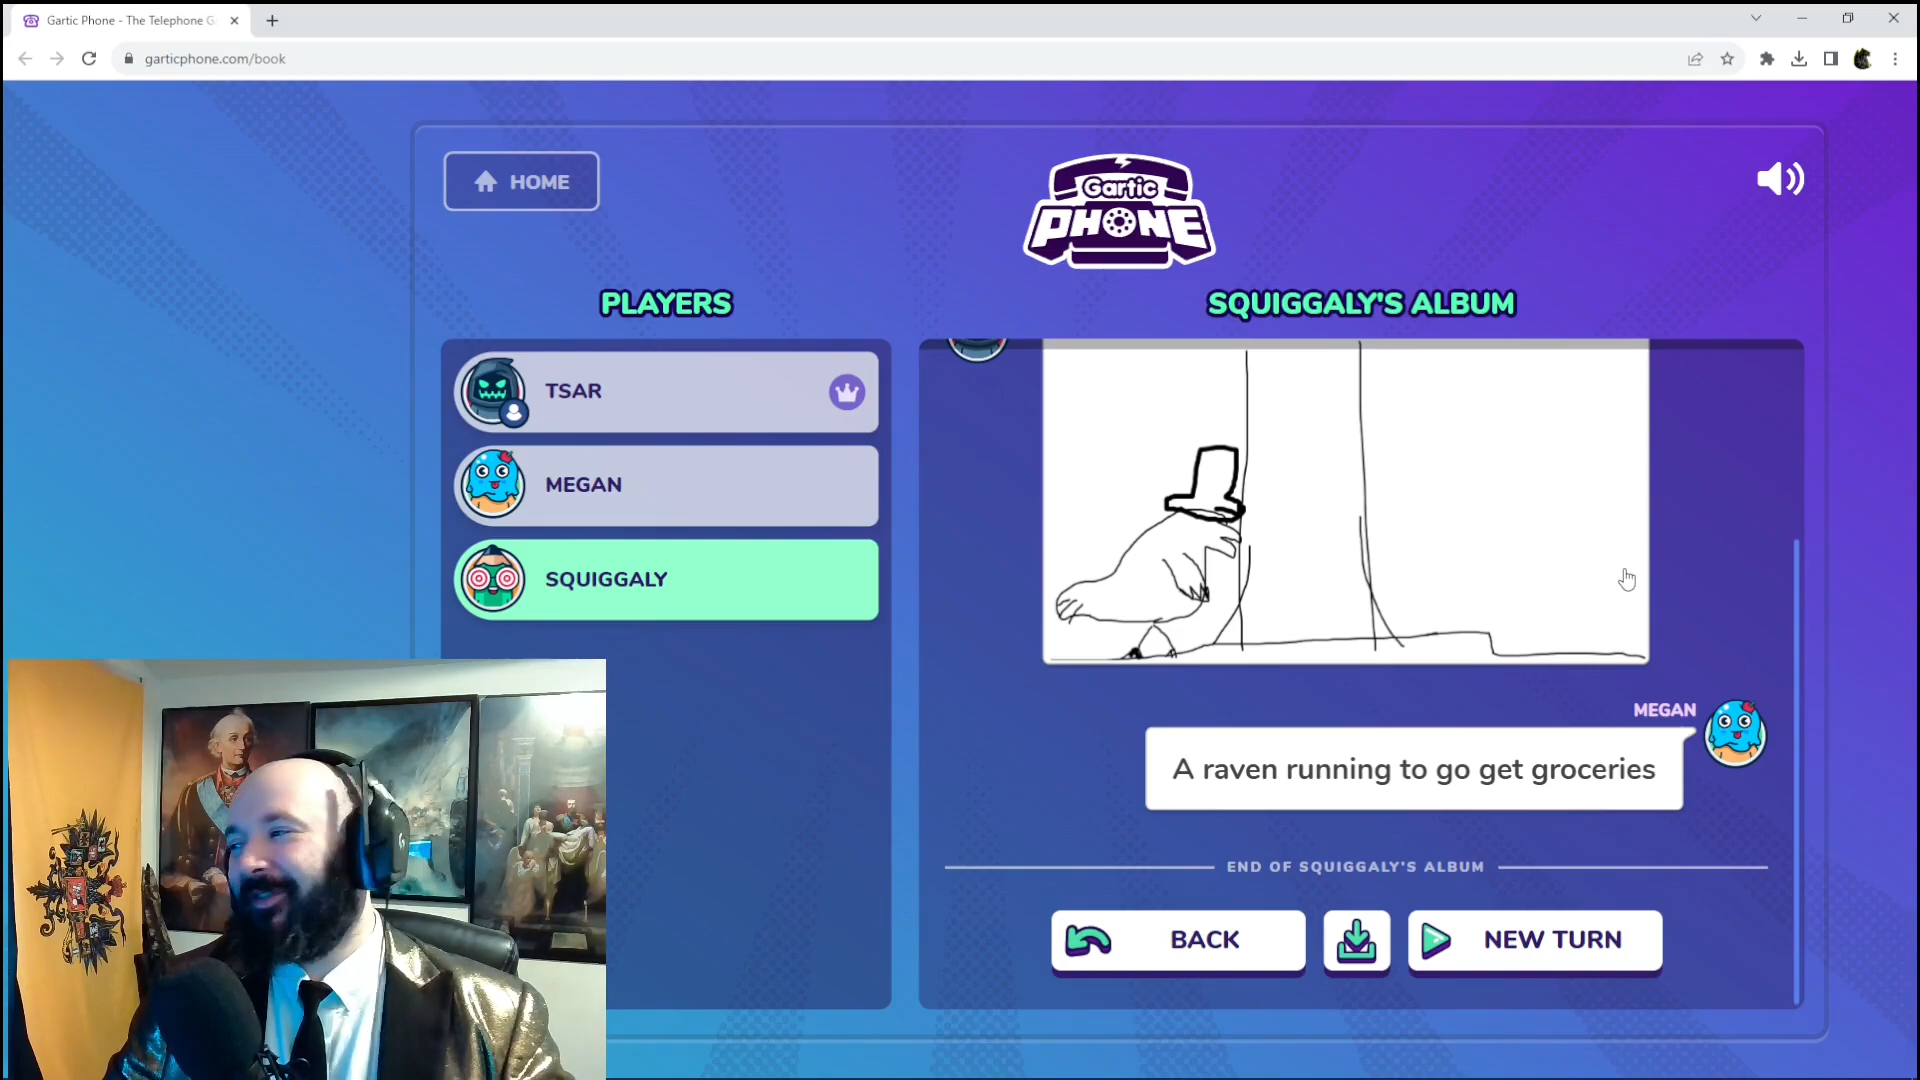 Gartic Phone - The Telephone G
garticphone.com/book
HOME
Gartic
PHONE
PLAYERS
SQUIGGALY'S ALBUM
TSAR
MEGAN
SQUIGGALY
MEGAN
A raven running to go get groceries
END OF SQUIGGALY'S ALBUM
BACK
NEW TURN